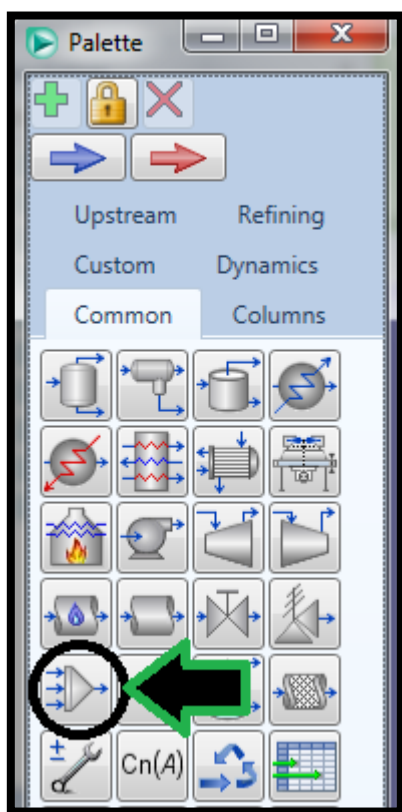 Palette
Upstream Refining
Custom Dynamics
Common Columns
± α Cn(A)